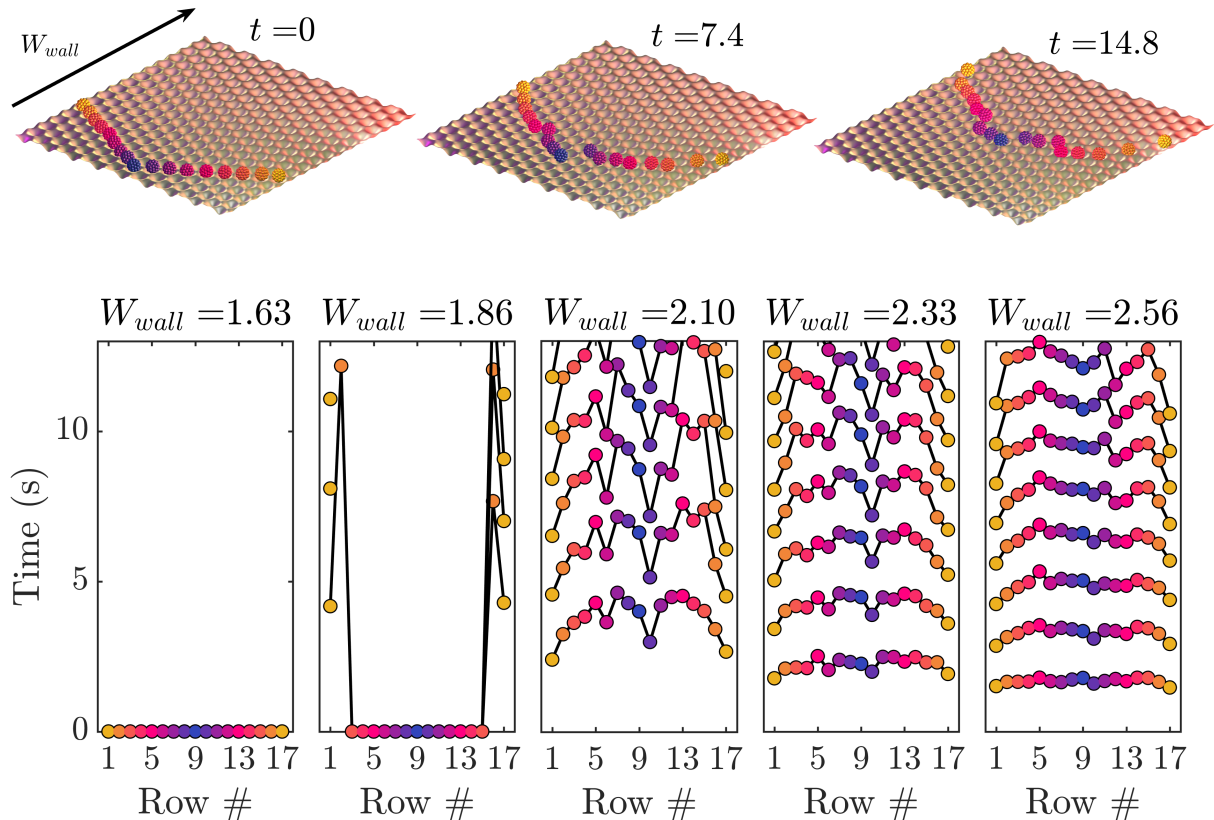 W_wall
t =0
t =7.4
t =14.8
W_wall =1.63
W_wall =1.86
W_wall =2.10
W_wall =2.33
W_wall =2.56
Time (s)
10
5
0
1 5 9 13 17
1 5 9 13 17
1 5 9 13 17
1 5 9 13 17
1 5 9 13 17
Row #
Row #
Row #
Row #
Row #